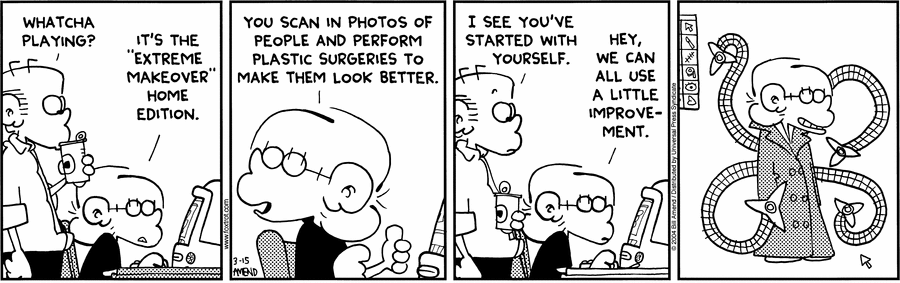 WHATCHA
PLAYING?
IT'S THE
"EXTREME
MAKEOVER"
HOME
EDITION.
YOU SCAN IN PHOTOS OF
PEOPLE AND PERFORM
PLASTIC SURGERIES TO
MAKE THEM LOOK BETTER.
www.foxtrot.com
3-15
AMEND
I SEE YOU'VE
STARTED WITH
YOURSELF.
HEY,
WE CAN
ALL USE
A LITTLE
IMPROVE-
MENT.
© 2004 Bill Amend / Distributed by Universal Press Syndicate